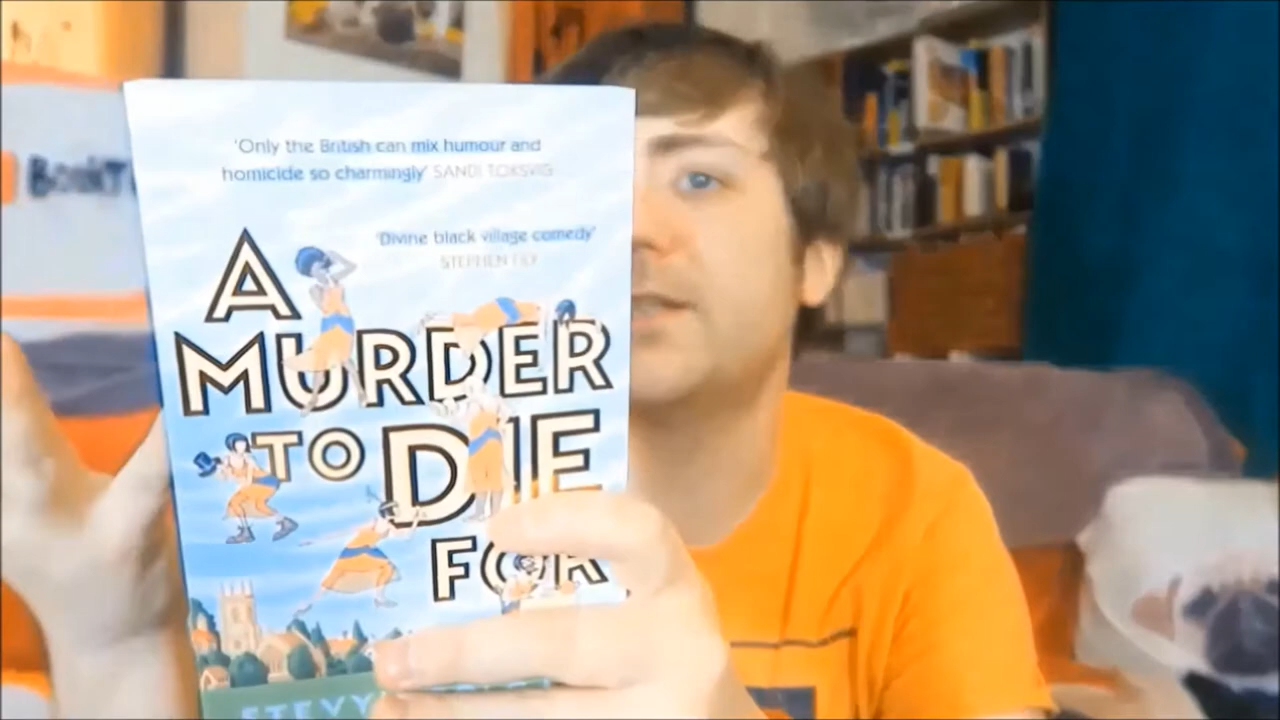 'Only the British can mix humour and
homicide so charmingly' SANDI TOKSVIG
'Divine black village comedy'
STEPHEN FRY
A
MURDER
TO DIE
FOR
STEVY